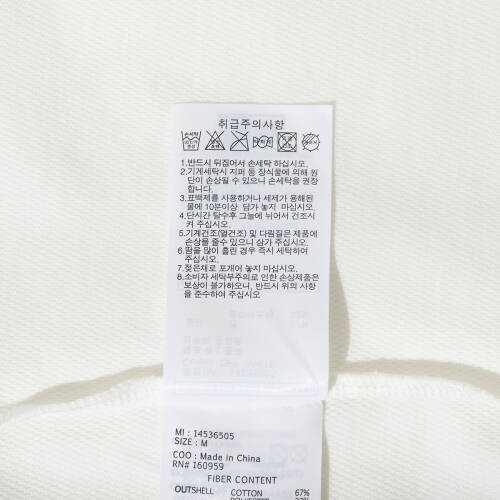 취급주의사항
손세탁
1.반드시 뒤집어서 손세탁 하십시오.
2.기계세탁시 지퍼 등 장식물에 의해 원
단이 손상될 수 있으니 손세탁을 권장
합니다.
3.표백제를 사용하거나 세제가 용해된
물에 10분이상 담가 놓지 마십시오.
4.단시간 탈수후 그늘에 뉘어서 건조시
켜 주십시오.
5.기계건조(열건조) 및 다림질은 제품에
손상을 줄수 있으니 삼가 주십시오.
6.땀을 많이 흘린 경우 즉시 세탁하여
주십시오.
7.젖은채로 포개어 놓지 마십시오.
8.소비자 세탁부주의로 인한 손상제품은
보상이 불가하오니, 반드시 위의 사항
을 준수하여 주십시오
MI : 14536505
SIZE : M
COO : Made in China
RN# 160959
FIBER CONTENT
OUTSHELL COTTON 67%